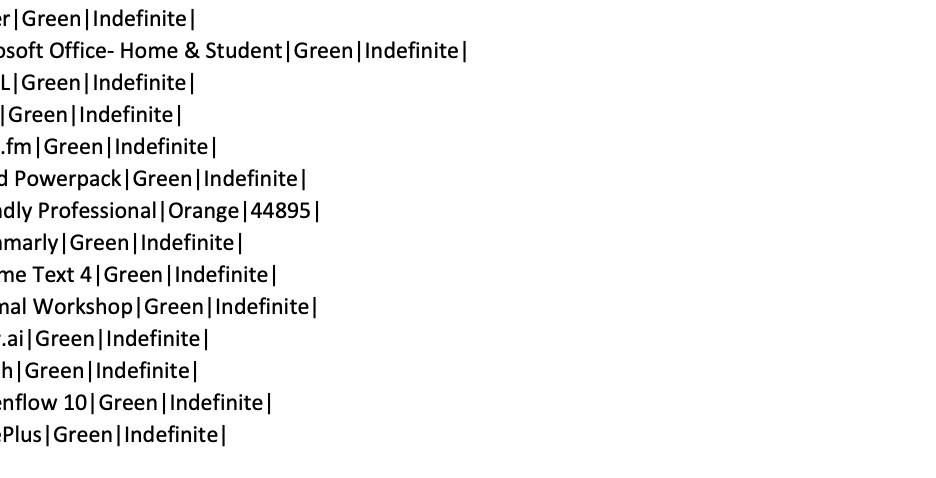 er|Green|Indefinite|
osoft Office- Home & Student|Green|Indefinite|
L|Green|Indefinite|
|Green|Indefinite|
.fm|Green|Indefinite|
d Powerpack|Green|Indefinite|
ndly Professional|Orange|44895|
mmarly|Green|Indefinite|
me Text 4|Green|Indefinite|
mal Workshop|Green|Indefinite|
.ai|Green|Indefinite|
h|Green|Indefinite|
enflow 10|Green|Indefinite|
ePlus|Green|Indefinite|